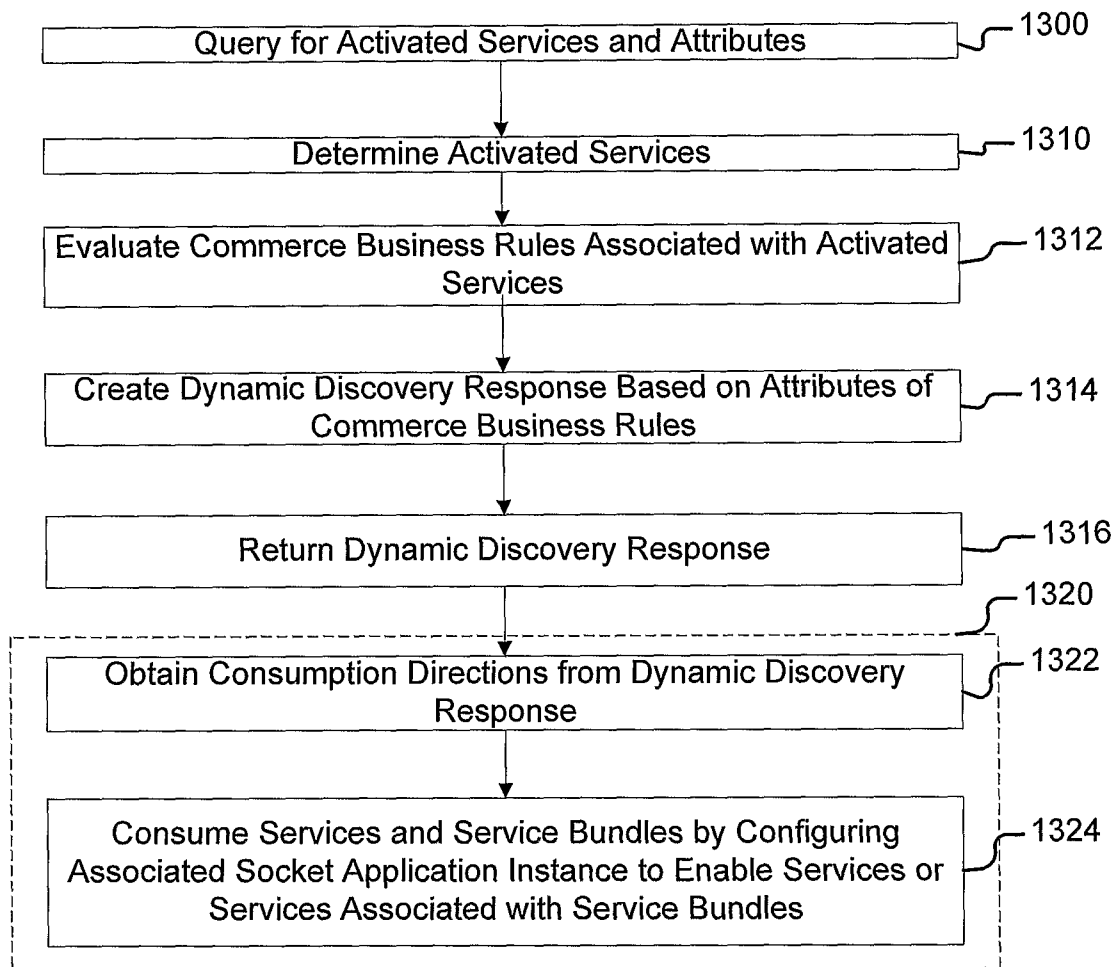 Query for Activated Services and Attributes
1300
Determine Activated Services
1310
Evaluate Commerce Business Rules Associated with Activated
Services
1312
Create Dynamic Discovery Response Based on Attributes of
Commerce Business Rules
1314
Return Dynamic Discovery Response
1316
1320
Obtain Consumption Directions from Dynamic Discovery
Response
1322
Consume Services and Service Bundles by Configuring
Associated Socket Application Instance to Enable Services or
Services Associated with Service Bundles
1324